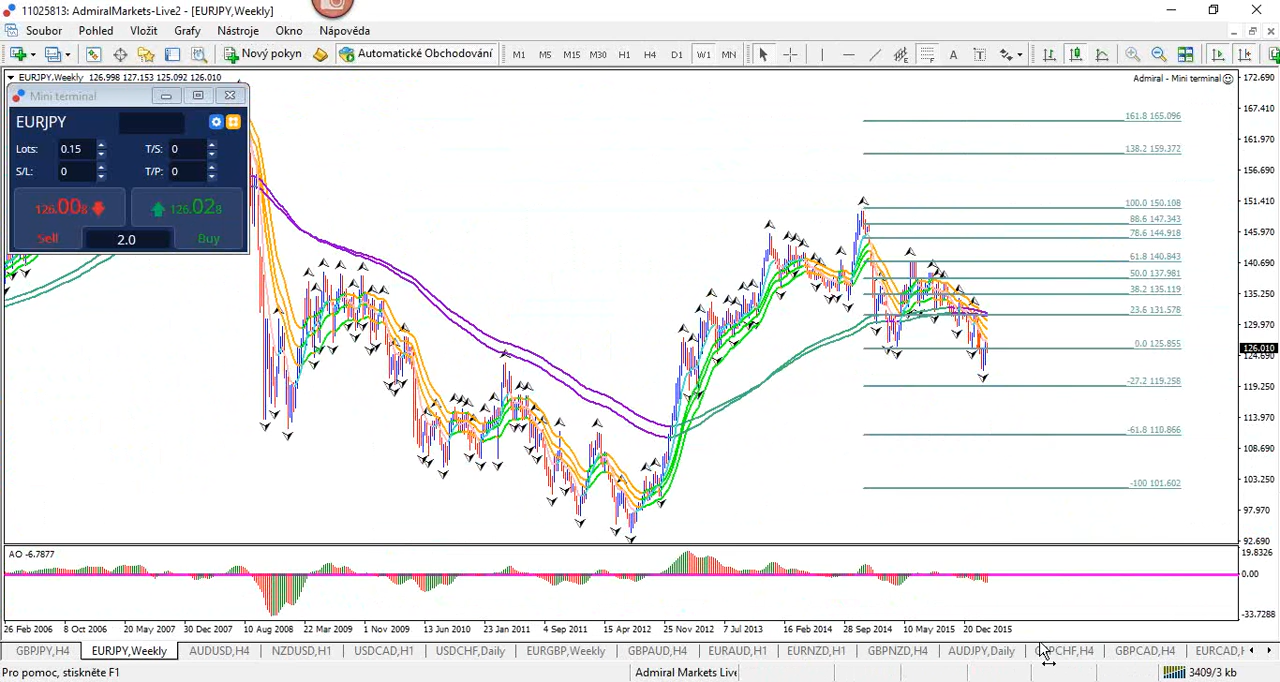 11025813: AdmiralMarkets-Live2 - [EURJPY,Weekly]
Soubor Pohled Vložit Grafy Nástroje Okno Nápověda
Nový pokyn Automatické Obchodování M1 M5 M15 M30 H1 H4 D1 W1 MN A T
EURJPY.Weekly 126.998 127.153 125.092 126.010
Admiral - Mini terminal
Mini terminal
EURJPY
Lots: 0.15 T/S: 0
S/L: 0 T/P: 0
126.008 126.028
Sell 2.0 Buy
161.8 165.096
138.2 159.372
100.0 150.108
88.6 147.343
78.6 144.918
61.8 140.843
50.0 137.981
38.2 135.119
23.6 131.578
0.0 125.855
-27.2 119.258
-61.8 110.866
-100 101.602
172.690
167.410
161.970
156.690
151.410
145.970
140.690
135.250
129.970
126.010
124.690
119.250
113.970
108.690
103.250
97.970
92.690
AO -6.7877
19.8326
0.00
-33.7288
26 Feb 2006 8 Oct 2006 20 May 2007 30 Dec 2007 10 Aug 2008 22 Mar 2009 1 Nov 2009 13 Jun 2010 23 Jan 2011 4 Sep 2011 15 Apr 2012 25 Nov 2012 7 Jul 2013 16 Feb 2014 28 Sep 2014 10 May 2015 20 Dec 2015
GBPJPY,H4 EURJPY,Weekly AUDUSD,H4 NZDUSD,H1 USDCAD,H1 USDCHF,Daily EURGBP,Weekly GBPAUD,H4 EURAUD,H1 EURNZD,H1 GBPNZD,H4 AUDJPY,Daily GBPCAD,H4
Pro pomoc, stiskněte F1 Admiral Markets Live 3409/3 kb